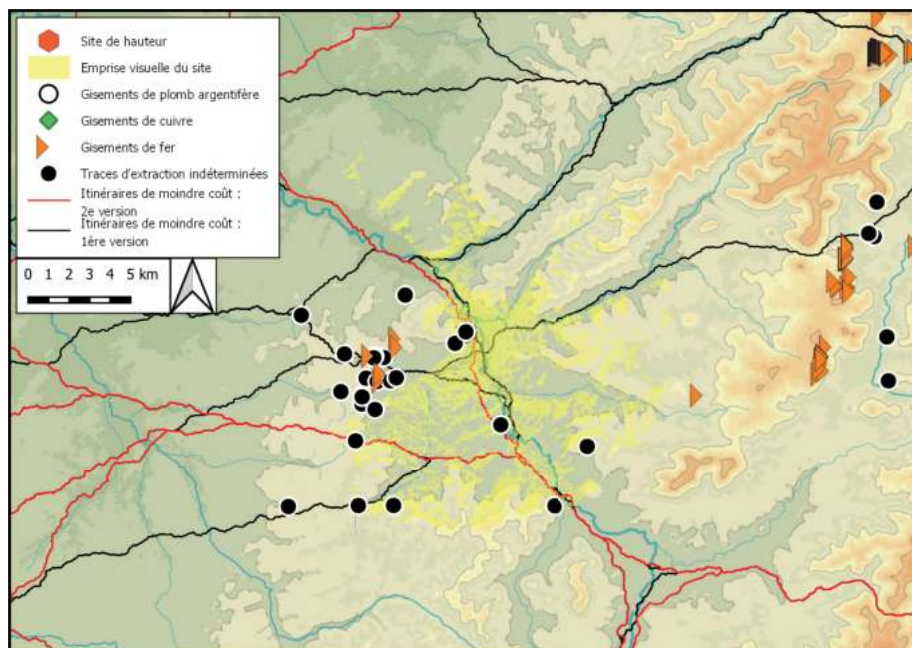 Site de hauteur
Emprise visuelle du site
Gisements de plomb argentifère
Gisements de cuivre
Gisements de fer
Traces d'extraction indéterminées
Itinéraires de moindre coût :
2e version
Itinéraires de moindre coût :
1ère version
0 1 2 3 4 5 km